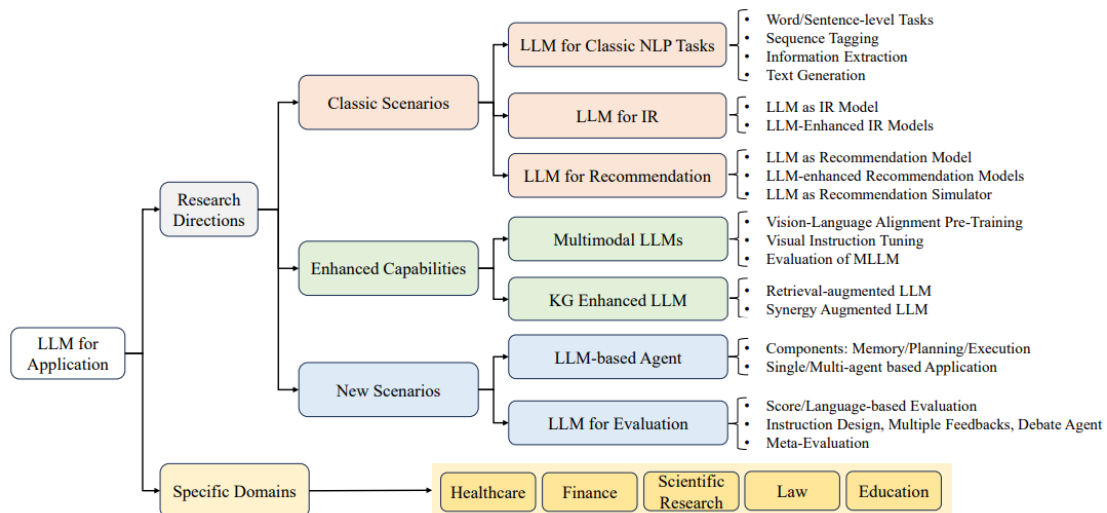 LLM for
Application
Research
Directions
Classic Scenarios
LLM for Classic NLP Tasks
• Word/Sentence-level Tasks
• Sequence Tagging
• Information Extraction
• Text Generation
LLM for IR
• LLM as IR Model
• LLM-Enhanced IR Models
LLM for Recommendation
• LLM as Recommendation Model
• LLM-enhanced Recommendation Models
• LLM as Recommendation Simulator
Enhanced Capabilities
Multimodal LLMs
• Vision-Language Alignment Pre-Training
• Visual Instruction Tuning
• Evaluation of MLLM
KG Enhanced LLM
• Retrieval-augmented LLM
• Synergy Augmented LLM
New Scenarios
LLM-based Agent
• Components: Memory/Planning/Execution
• Single/Multi-agent based Application
LLM for Evaluation
• Score/Language-based Evaluation
• Instruction Design, Multiple Feedbacks, Debate Agent
• Meta-Evaluation
Specific Domains
Healthcare
Finance
Scientific
Research
Law
Education